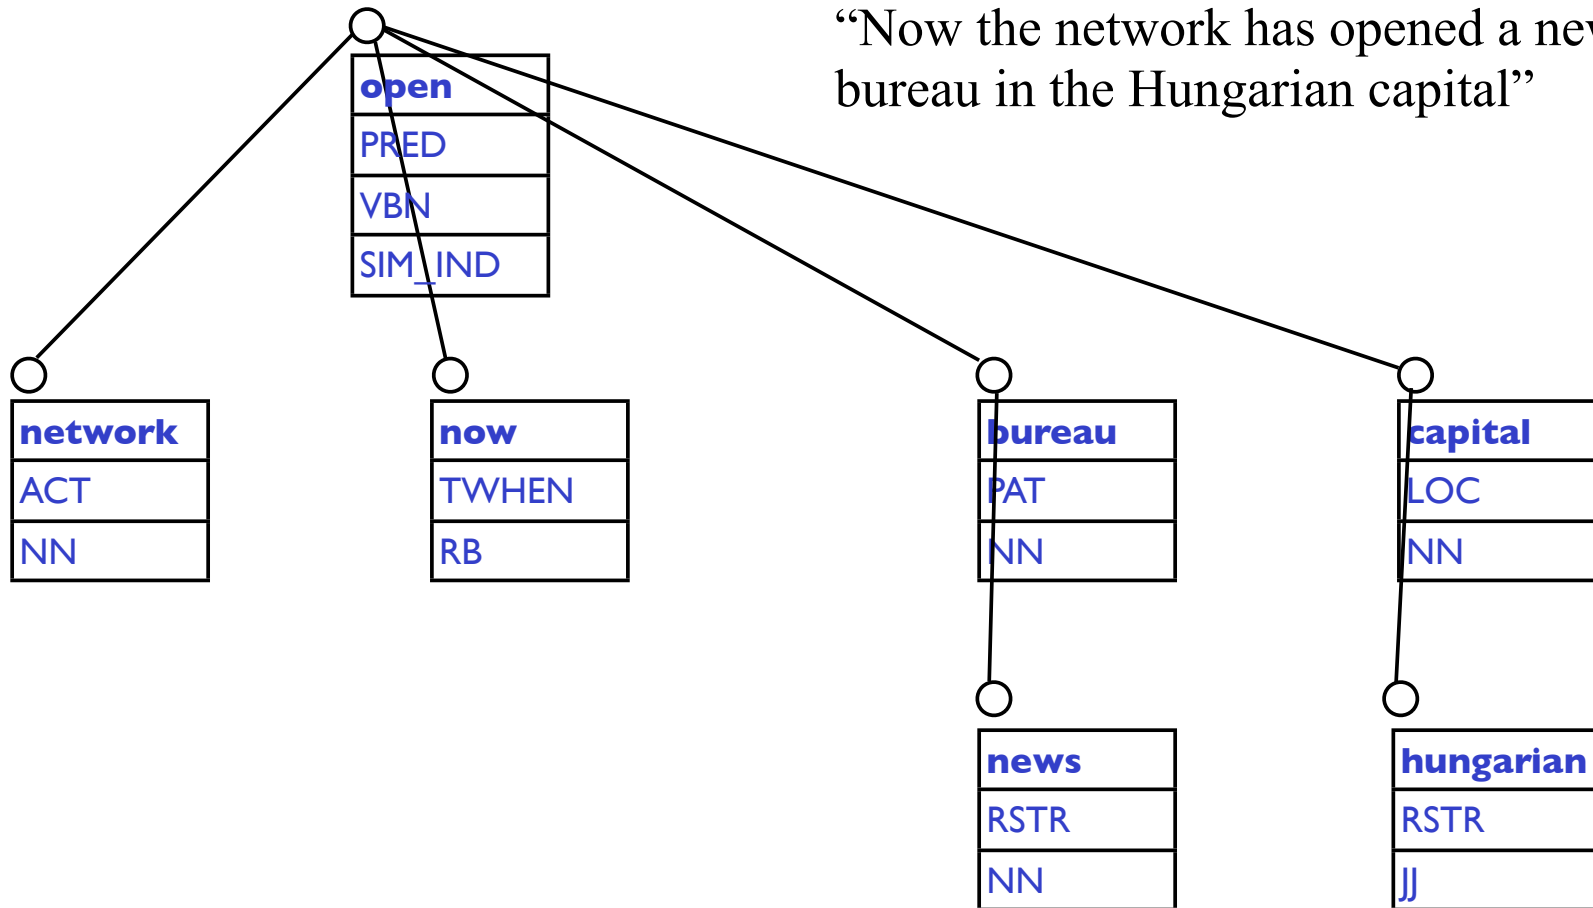 “Now the network has opened a
bureau in the Hungarian capital”
open
PRED
VBN
SIM_IND
network
ACT
NN
now
TWHEN
RB
bureau
PAT
NN
capital
LOC
NN
news
RSTR
NN
hungarian
RSTR
JJ